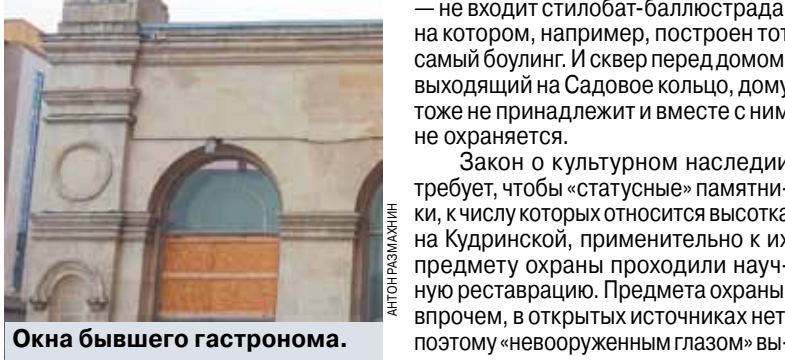 — не входит стилобат-баллюстрада
на котором, например, построен тот
самый боулинг. И сквер перед домом
выходящий на Садовое кольцо, дому
тоже не принадлежит и вместе с ним
не охраняется.
Закон о культурном наследии
требует, чтобы «статусные» памятни-
ки, к числу которых относится высотка
на Кудринской, применительно к их
предмету охраны проходили науч-
ную реставрацию. Предмета охраны
впрочем, в открытых источниках нет
поэтому «невооруженным глазом» вы-
АНТОН РАЗМАХНИН
Окна бывшего гастронома.